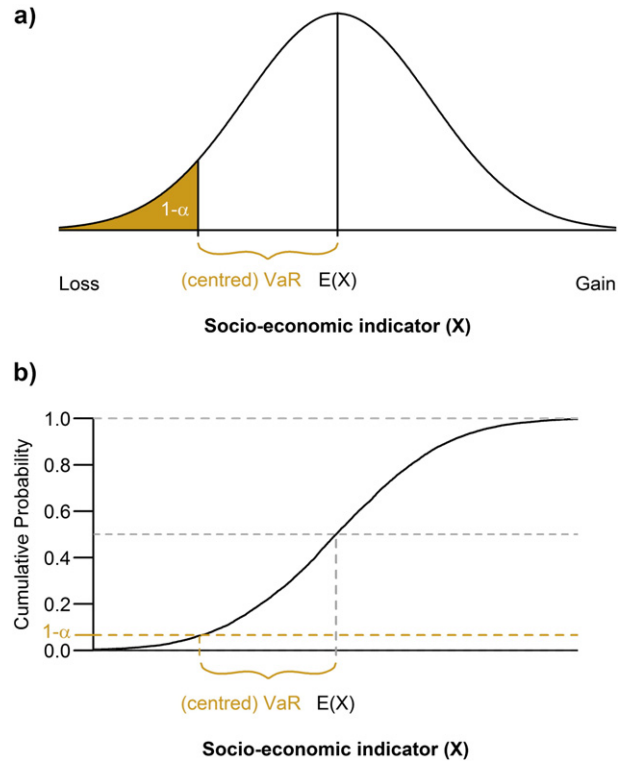 a)
1-α
(centred) VaR E(X)
Loss Gain
Socio-economic indicator (X)
b)
Cumulative Probability
1.0
0.8
0.6
0.4
0.2
1-α
0.0
(centred) VaR E(X)
Socio-economic indicator (X)